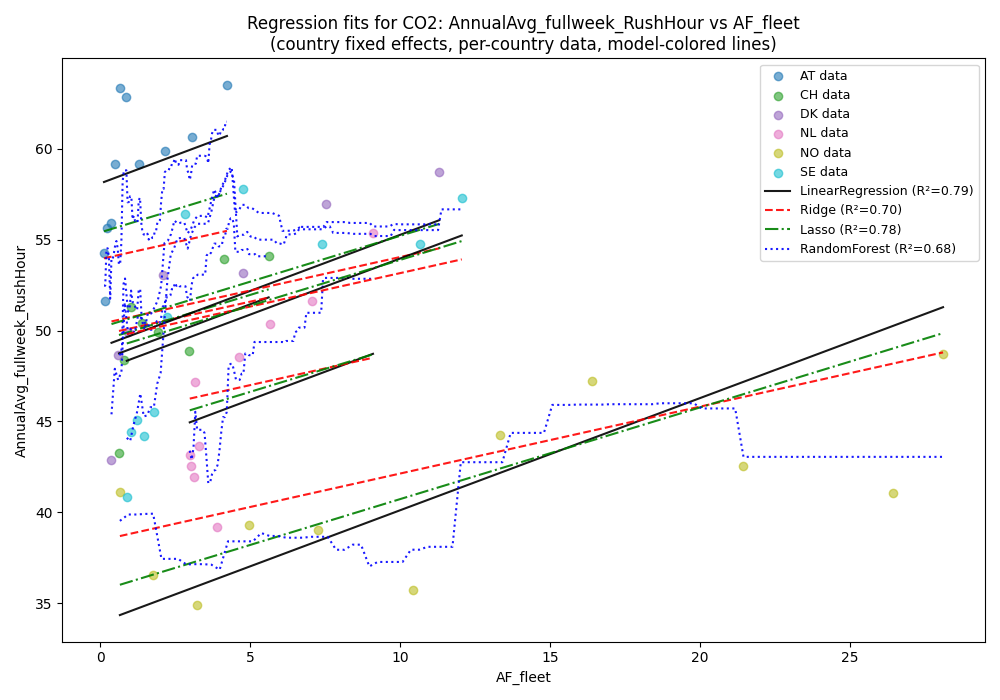 Regression fits for CO2: AnnualAvg_fullweek_RushHour vs AF_fleet
(country fixed effects, per-country data, model-colored lines)
AT data
CH data
DK data
NL data
NO data
SE data
LinearRegression (R²=0.79)
Ridge (R²=0.70)
Lasso (R²=0.78)
RandomForest (R²=0.68)
AnnualAvg_fullweek_RushHour
60
55
50
45
40
35
0
5
10
15
20
25
AF_fleet